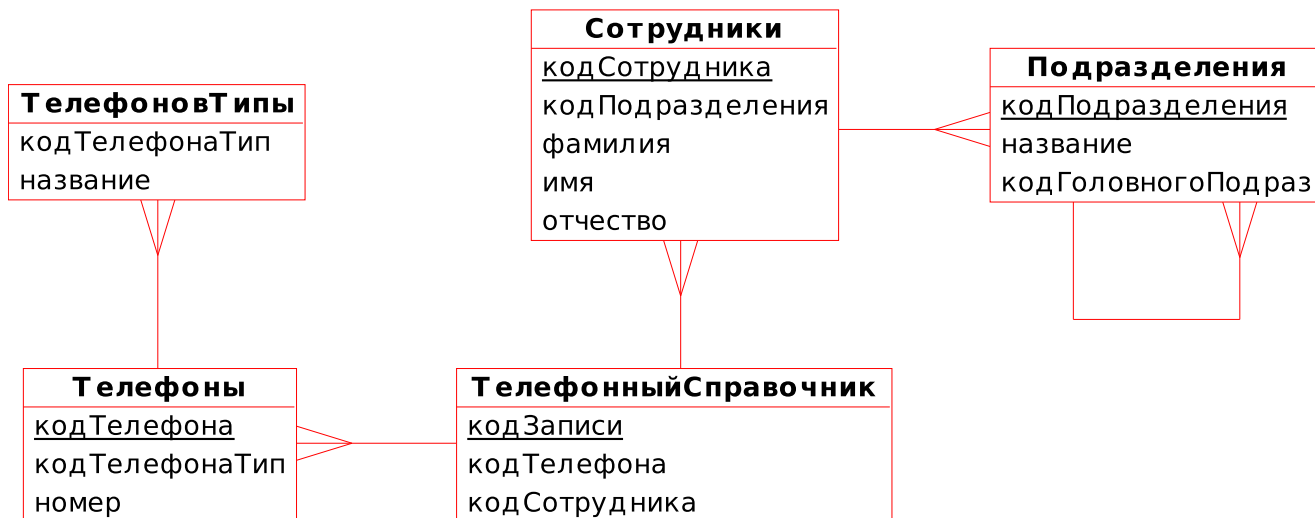 Сотрудники
кодСотрудника
кодПодразделения
фамилия
имя
отчество
Подразделения
кодПодразделения
название
кодГоловногоПодраз
ТелефоновТипы
кодТелефонаТип
название
Телефоны
кодТелефона
кодТелефонаТип
номер
ТелефонныйСправочник
кодЗаписи
кодТелефона
кодСотрудника